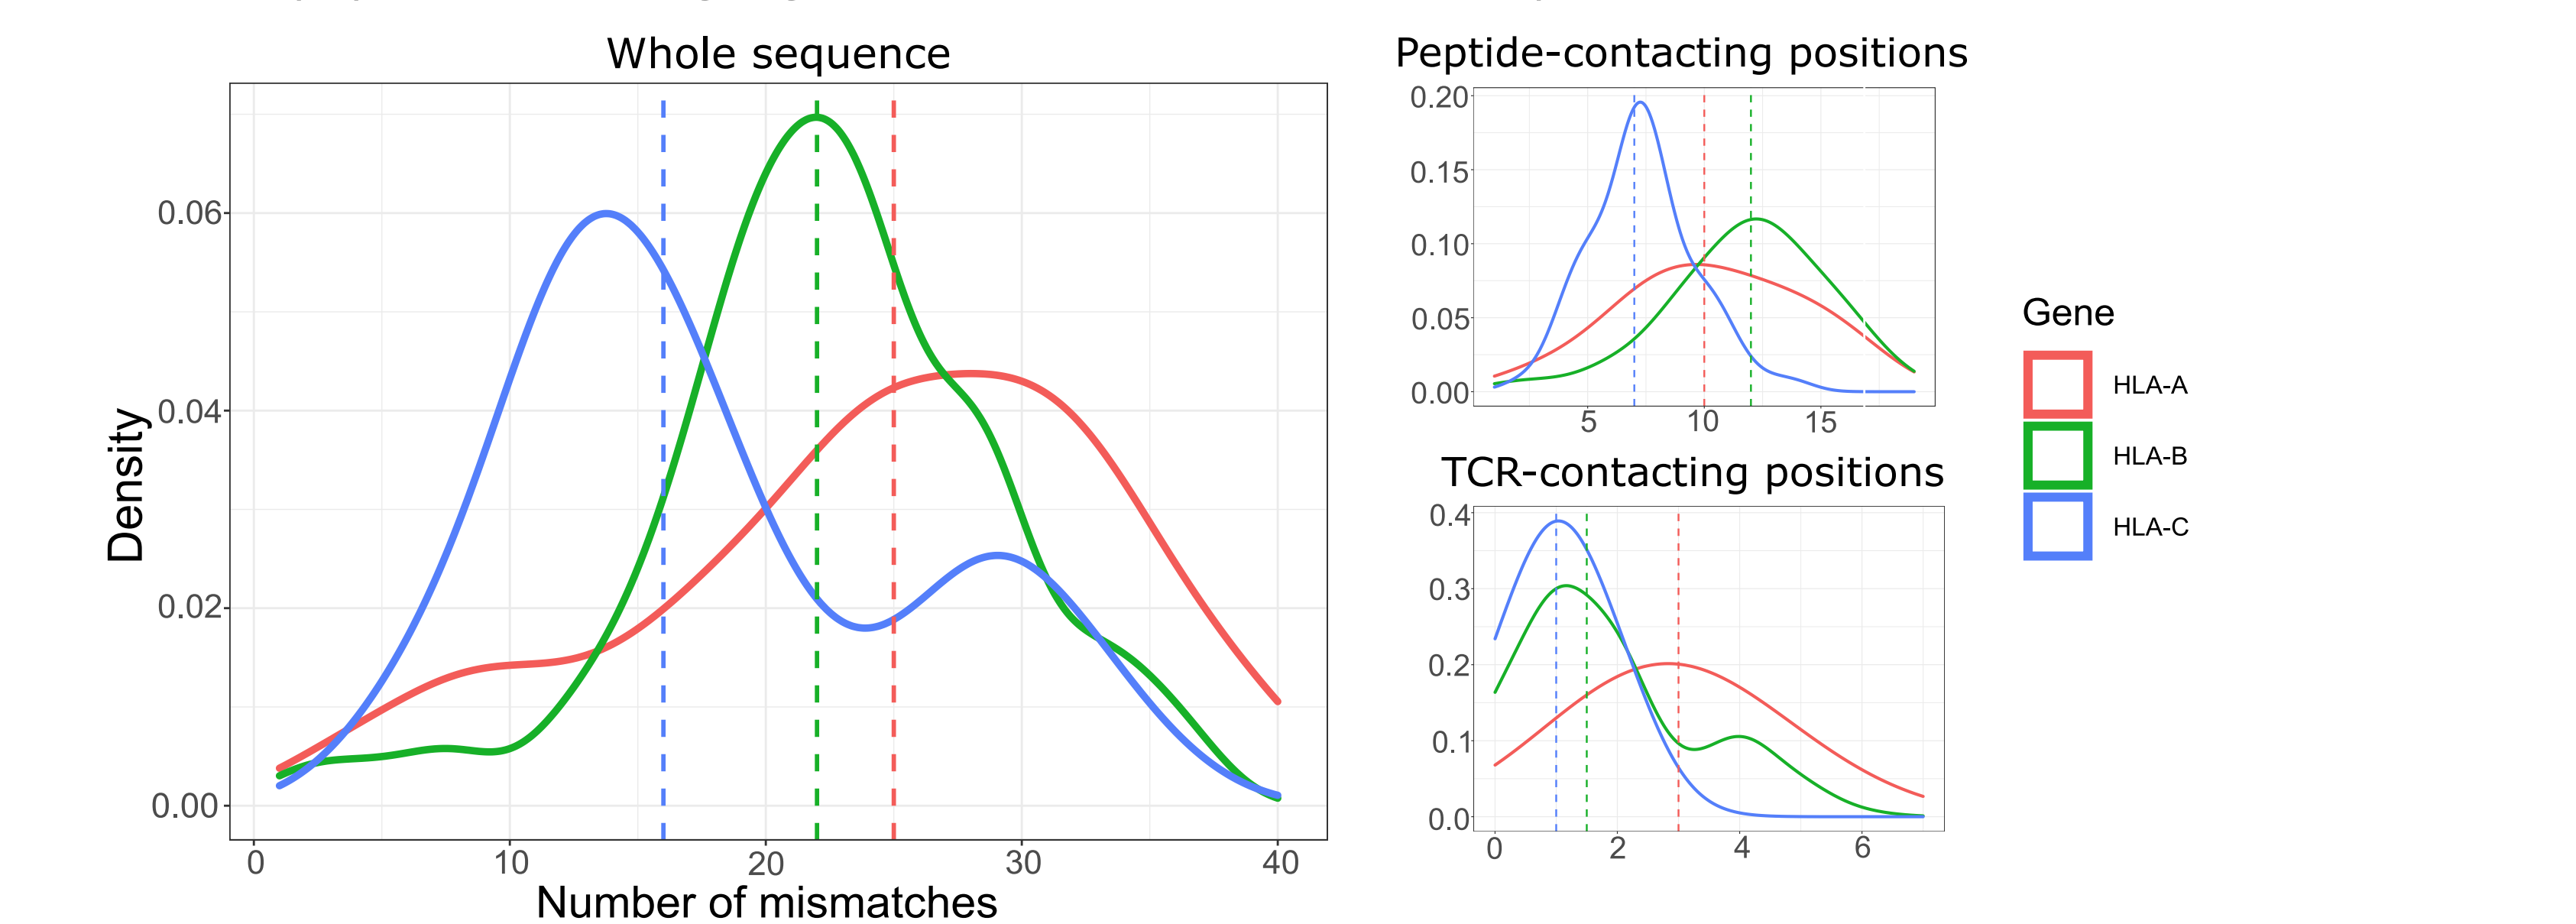 Whole sequence
Density
0.06
0.04
0.02
0.00
0 10 20 30 40
Number of mismatches
Peptide-contacting positions
0.20
0.15
0.10
0.05
0.00
5 10 15
TCR-contacting positions
0.4
0.3
0.2
0.1
0.0
0 2 4 6
Gene
HLA-A
HLA-B
HLA-C